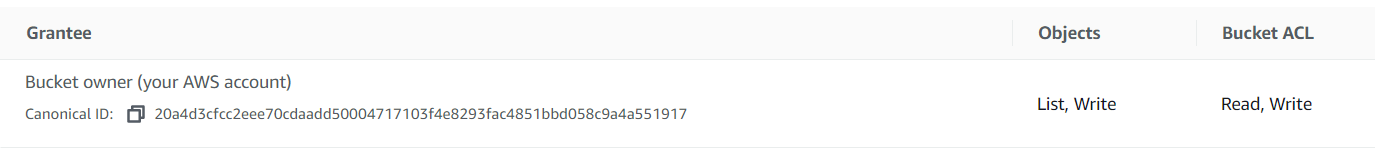 Grantee Objects Bucket ACL
Bucket owner (your AWS account)
Canonical ID: 20a4d3cfcc2eee70cdaadd50004717103f4e8293fac4851bbd058c9a4a551917 List, Write Read, Write